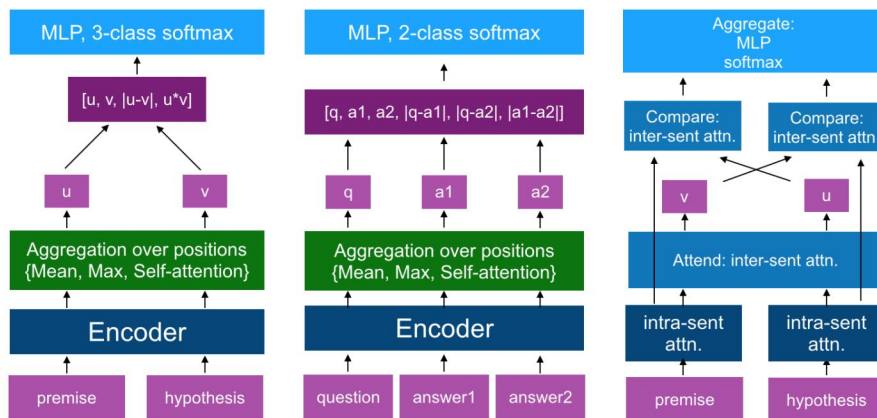 MLP, 3-class softmax
[u, v, |u-v|, u*v]
u
v
Aggregation over positions
{Mean, Max, Self-attention}
Encoder
premise
hypothesis
MLP, 2-class softmax
[q, a1, a2, |q-a1|, |q-a2|, |a1-a2|]
q
a1
a2
Aggregation over positions
{Mean, Max, Self-attention}
Encoder
question
answer1
answer2
Aggregate:
MLP
softmax
Compare:
inter-sent attn.
Compare:
inter-sent attn
v
u
Attend: inter-sent attn.
intra-sent
attn.
intra-sent
attn.
premise
hypothesis